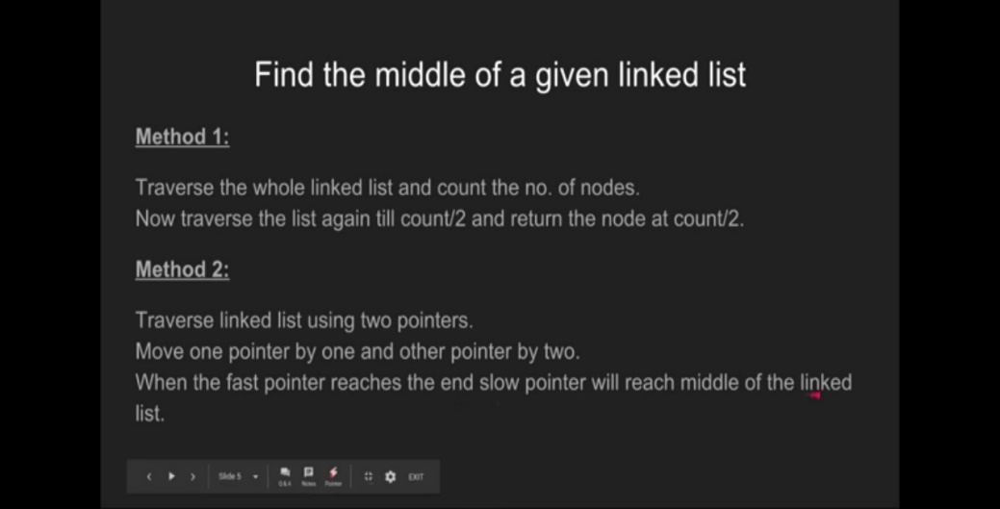 Find the middle of a given linked list
Method 1:
Traverse the whole linked list and count the no. of nodes.
Now traverse the list again till count/2 and return the node at count/2.
Method 2:
Traverse linked list using two pointers.
Move one pointer by one and other pointer by two.
When the fast pointer reaches the end slow pointer will reach middle of the linked
list.
Slide 5 Q&A Notes Pointer EXIT